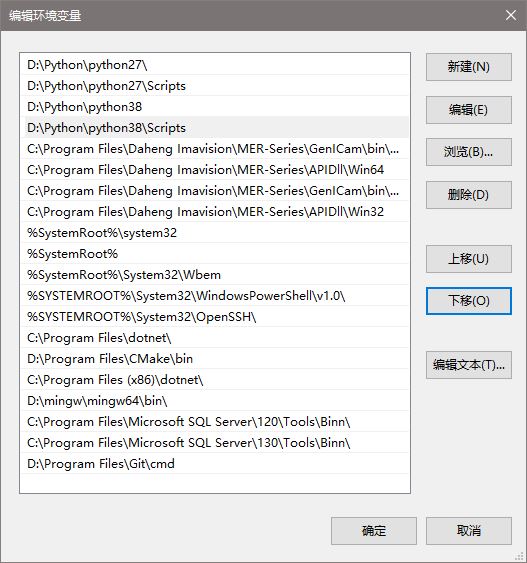 编辑环境变量
D:\Python\python27\
D:\Python\python27\Scripts
D:\Python\python38
D:\Python\python38\Scripts
C:\Program Files\Daheng Imavision\MER-Series\GenICam\bin\...
C:\Program Files\Daheng Imavision\MER-Series\APIDll\Win64
C:\Program Files\Daheng Imavision\MER-Series\GenICam\bin\...
C:\Program Files\Daheng Imavision\MER-Series\APIDll\Win32
%SystemRoot%\system32
%SystemRoot%
%SystemRoot%\System32\Wbem
%SYSTEMROOT%\System32\WindowsPowerShell\v1.0\
%SYSTEMROOT%\System32\OpenSSH\
C:\Program Files\dotnet\
D:\Program Files\CMake\bin
C:\Program Files (x86)\dotnet\
D:\mingw\mingw64\bin\
C:\Program Files\Microsoft SQL Server\120\Tools\Binn\
C:\Program Files\Microsoft SQL Server\130\Tools\Binn\
D:\Program Files\Git\cmd
新建(N)
编辑(E)
浏览(B)...
删除(D)
上移(U)
下移(O)
编辑文本(T)...
确定
取消